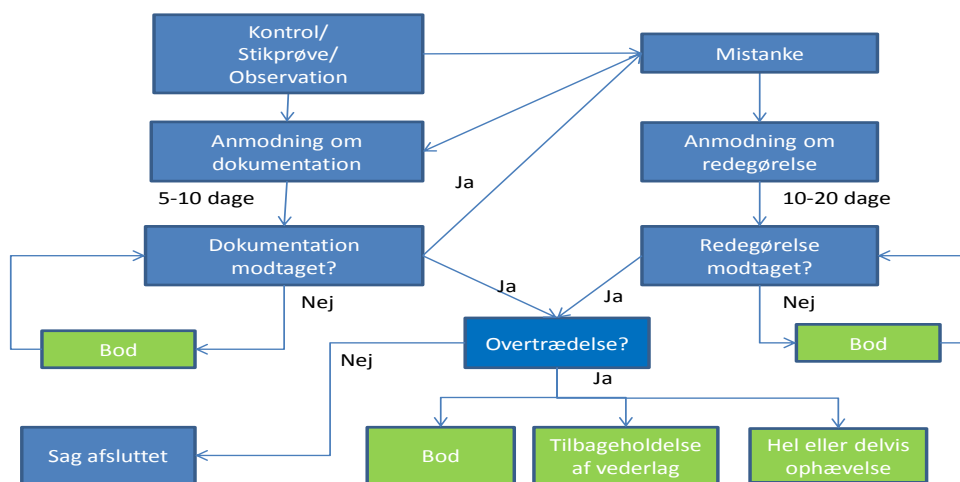 Kontrol/
Stikprøve/
Observation
Mistanke
Anmodning om
dokumentation
Anmodning om
redegørelse
Ja
5-10 dage
10-20 dage
Dokumentation
modtaget?
Redegørelse
modtaget?
Ja
Ja
Nej
Nej
Bod
Overtrædelse?
Bod
Nej
Ja
Sag afsluttet
Bod
Tilbageholdelse
af vederlag
Hel eller delvis
ophævelse